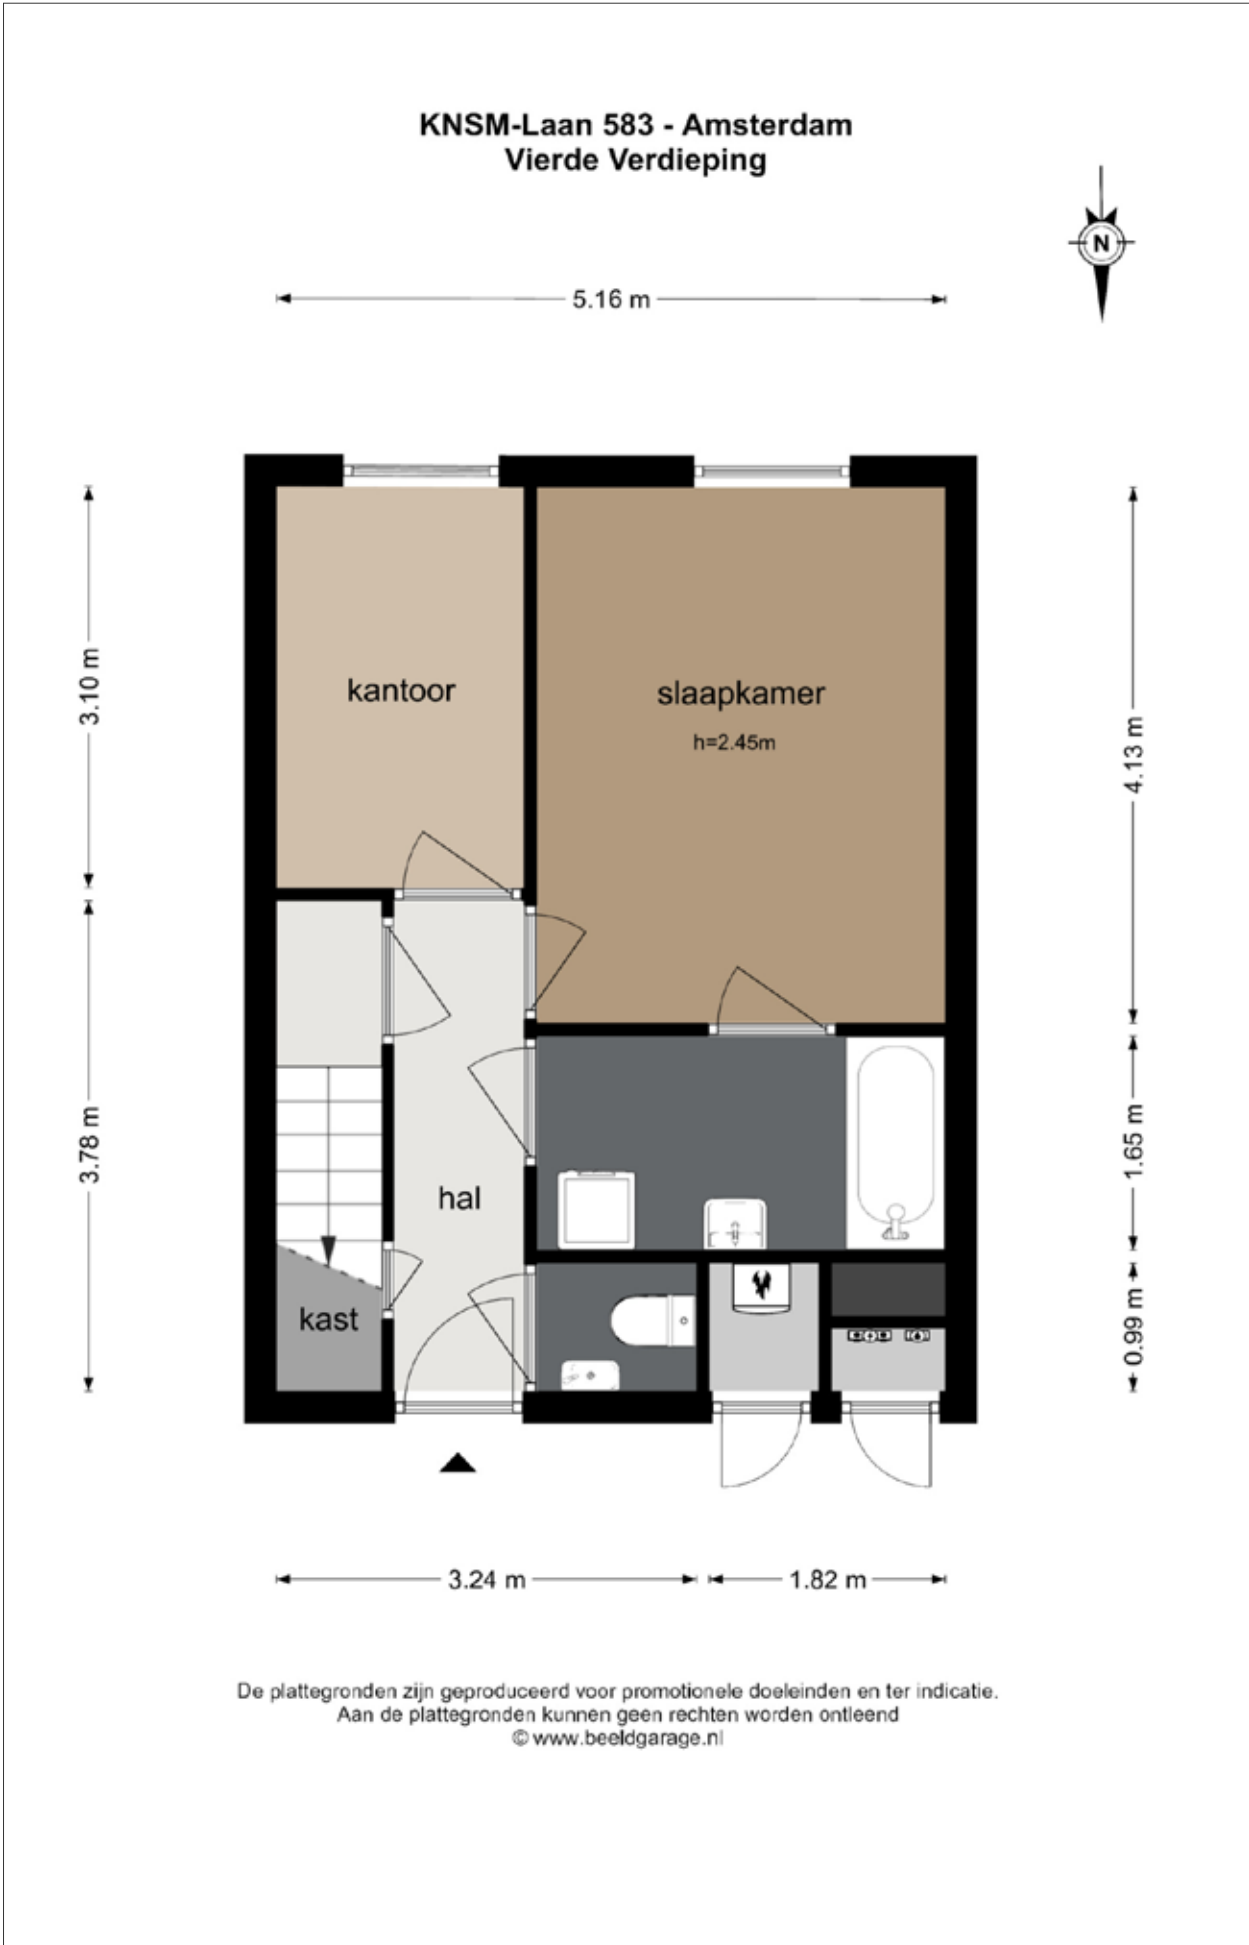 KNSM-Laan 583 - Amsterdam
Vierde Verdieping
N
5.16 m
kantoor
slaapkamer
h=2.45m
3.10 m
4.13 m
3.78 m
1.65 m
hal
kast
0.99 m
3.24 m
1.82 m
De plattegronden zijn geproduceerd voor promotionele doeleinden en ter indicatie.
Aan de plattegronden kunnen geen rechten worden ontleend
© www.beeldgarage.nl